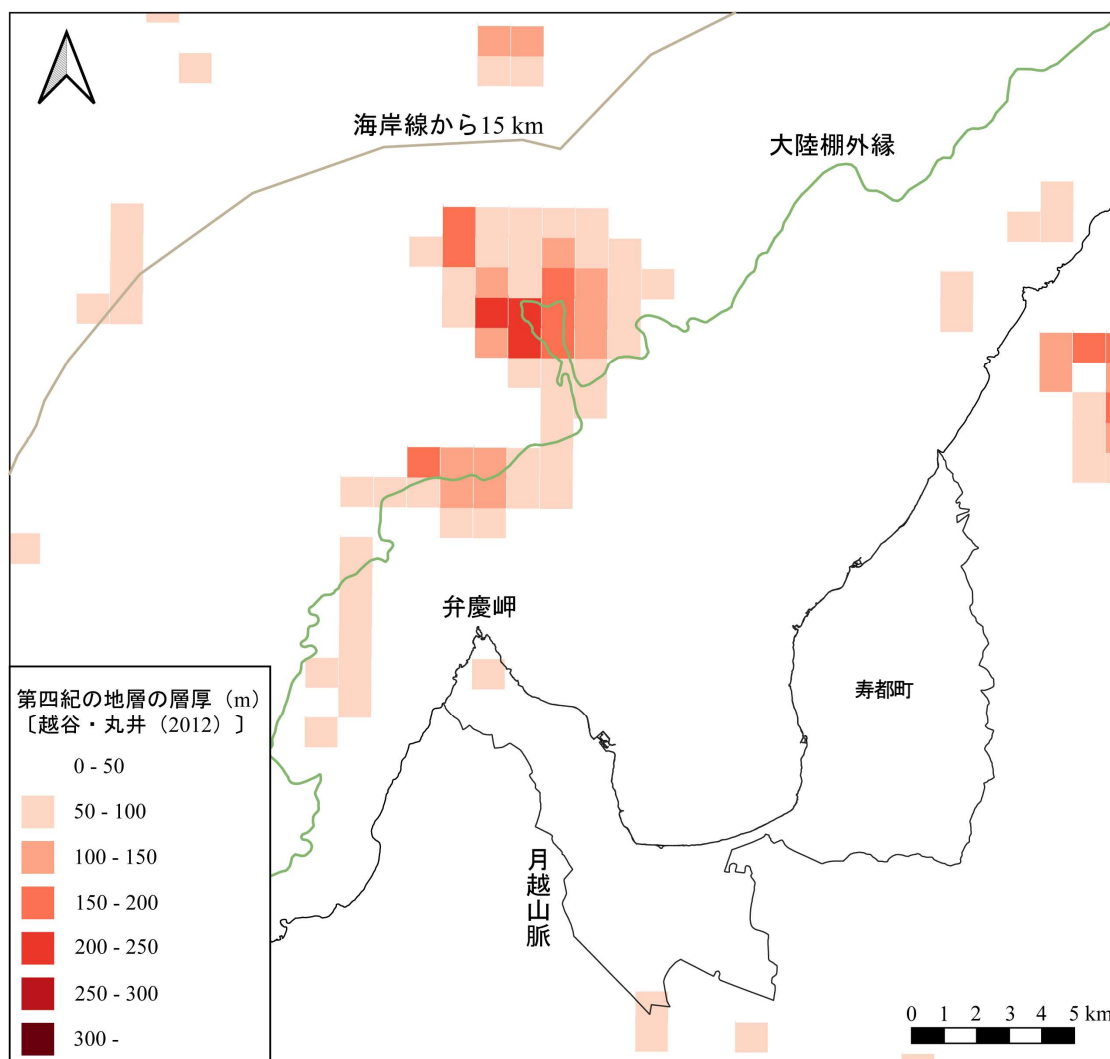 海岸線から15 km
大陸棚外縁
弁慶岬
寿都町
月越山脈
第四紀の地層の層厚（m）
〔越谷・丸井（2012）〕
0 - 50
50 - 100
100 - 150
150 - 200
200 - 250
250 - 300
300 -
0 1 2 3 4 5 km